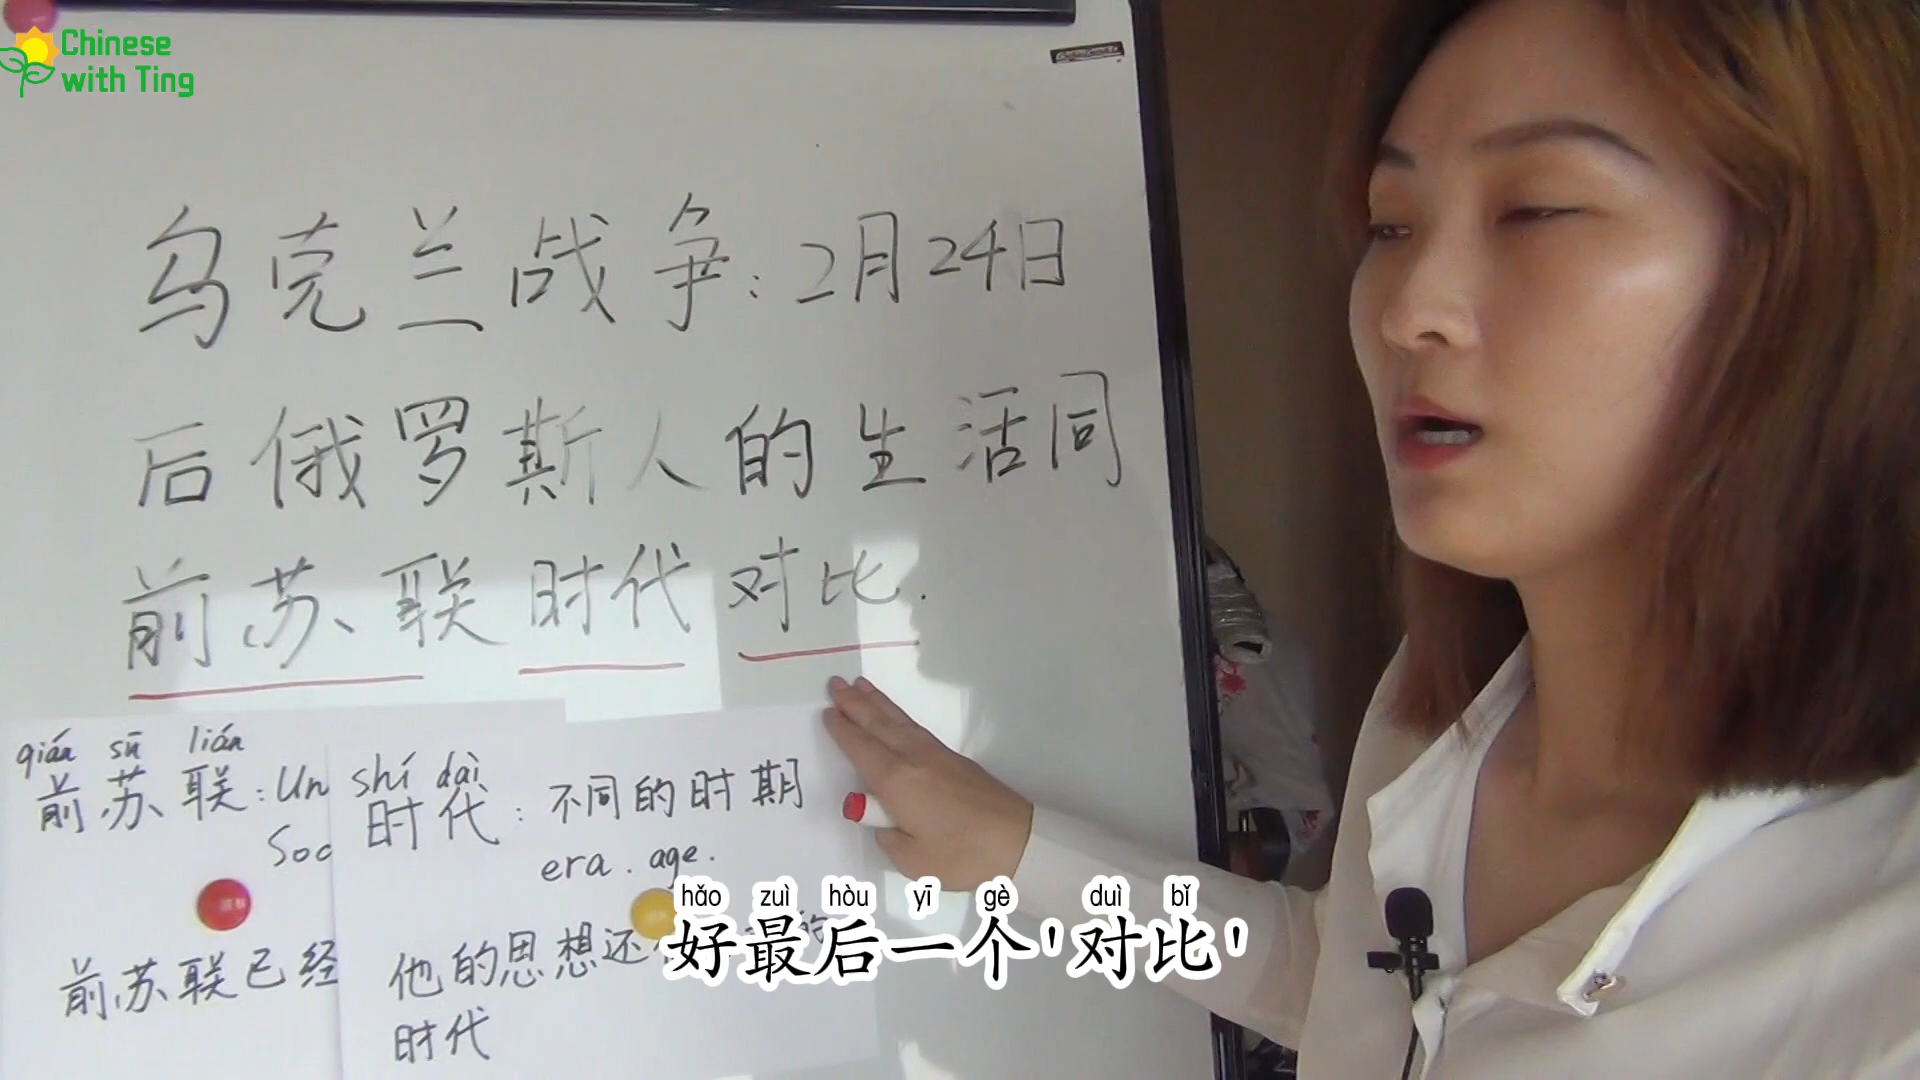 Chinese
with Ting
乌克兰战争:2月24日
后俄罗斯人的生活同
前苏联时代对比.
qián sū lián
前苏联:Un
Soc
前苏联已经
shí dài
时代:不同的时期
era. age.
他的思想还
时代
hǎo zuì hòu yī gè duì bǐ
好最后一个'对比'